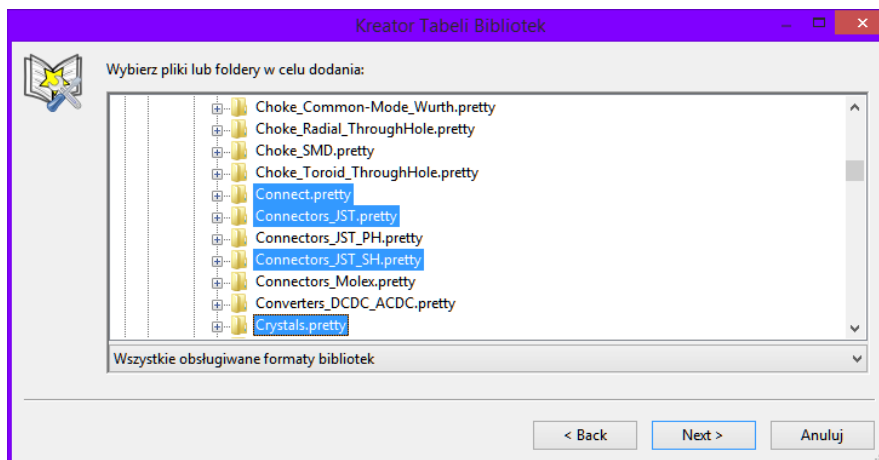 Kreator Tabeli Bibliotek
Wybierz pliki lub foldery w celu dodania:
Choke_Common-Mode_Wurth.pretty
Choke_Radial_ThroughHole.pretty
Choke_SMD.pretty
Choke_Toroid_ThroughHole.pretty
Connect.pretty
Connectors_JST.pretty
Connectors_JST_PH.pretty
Connectors_JST_SH.pretty
Connectors_Molex.pretty
Converters_DCDC_ACDC.pretty
Crystals.pretty
Wszystkie obsługiwane formaty bibliotek
< Back Next > Anuluj